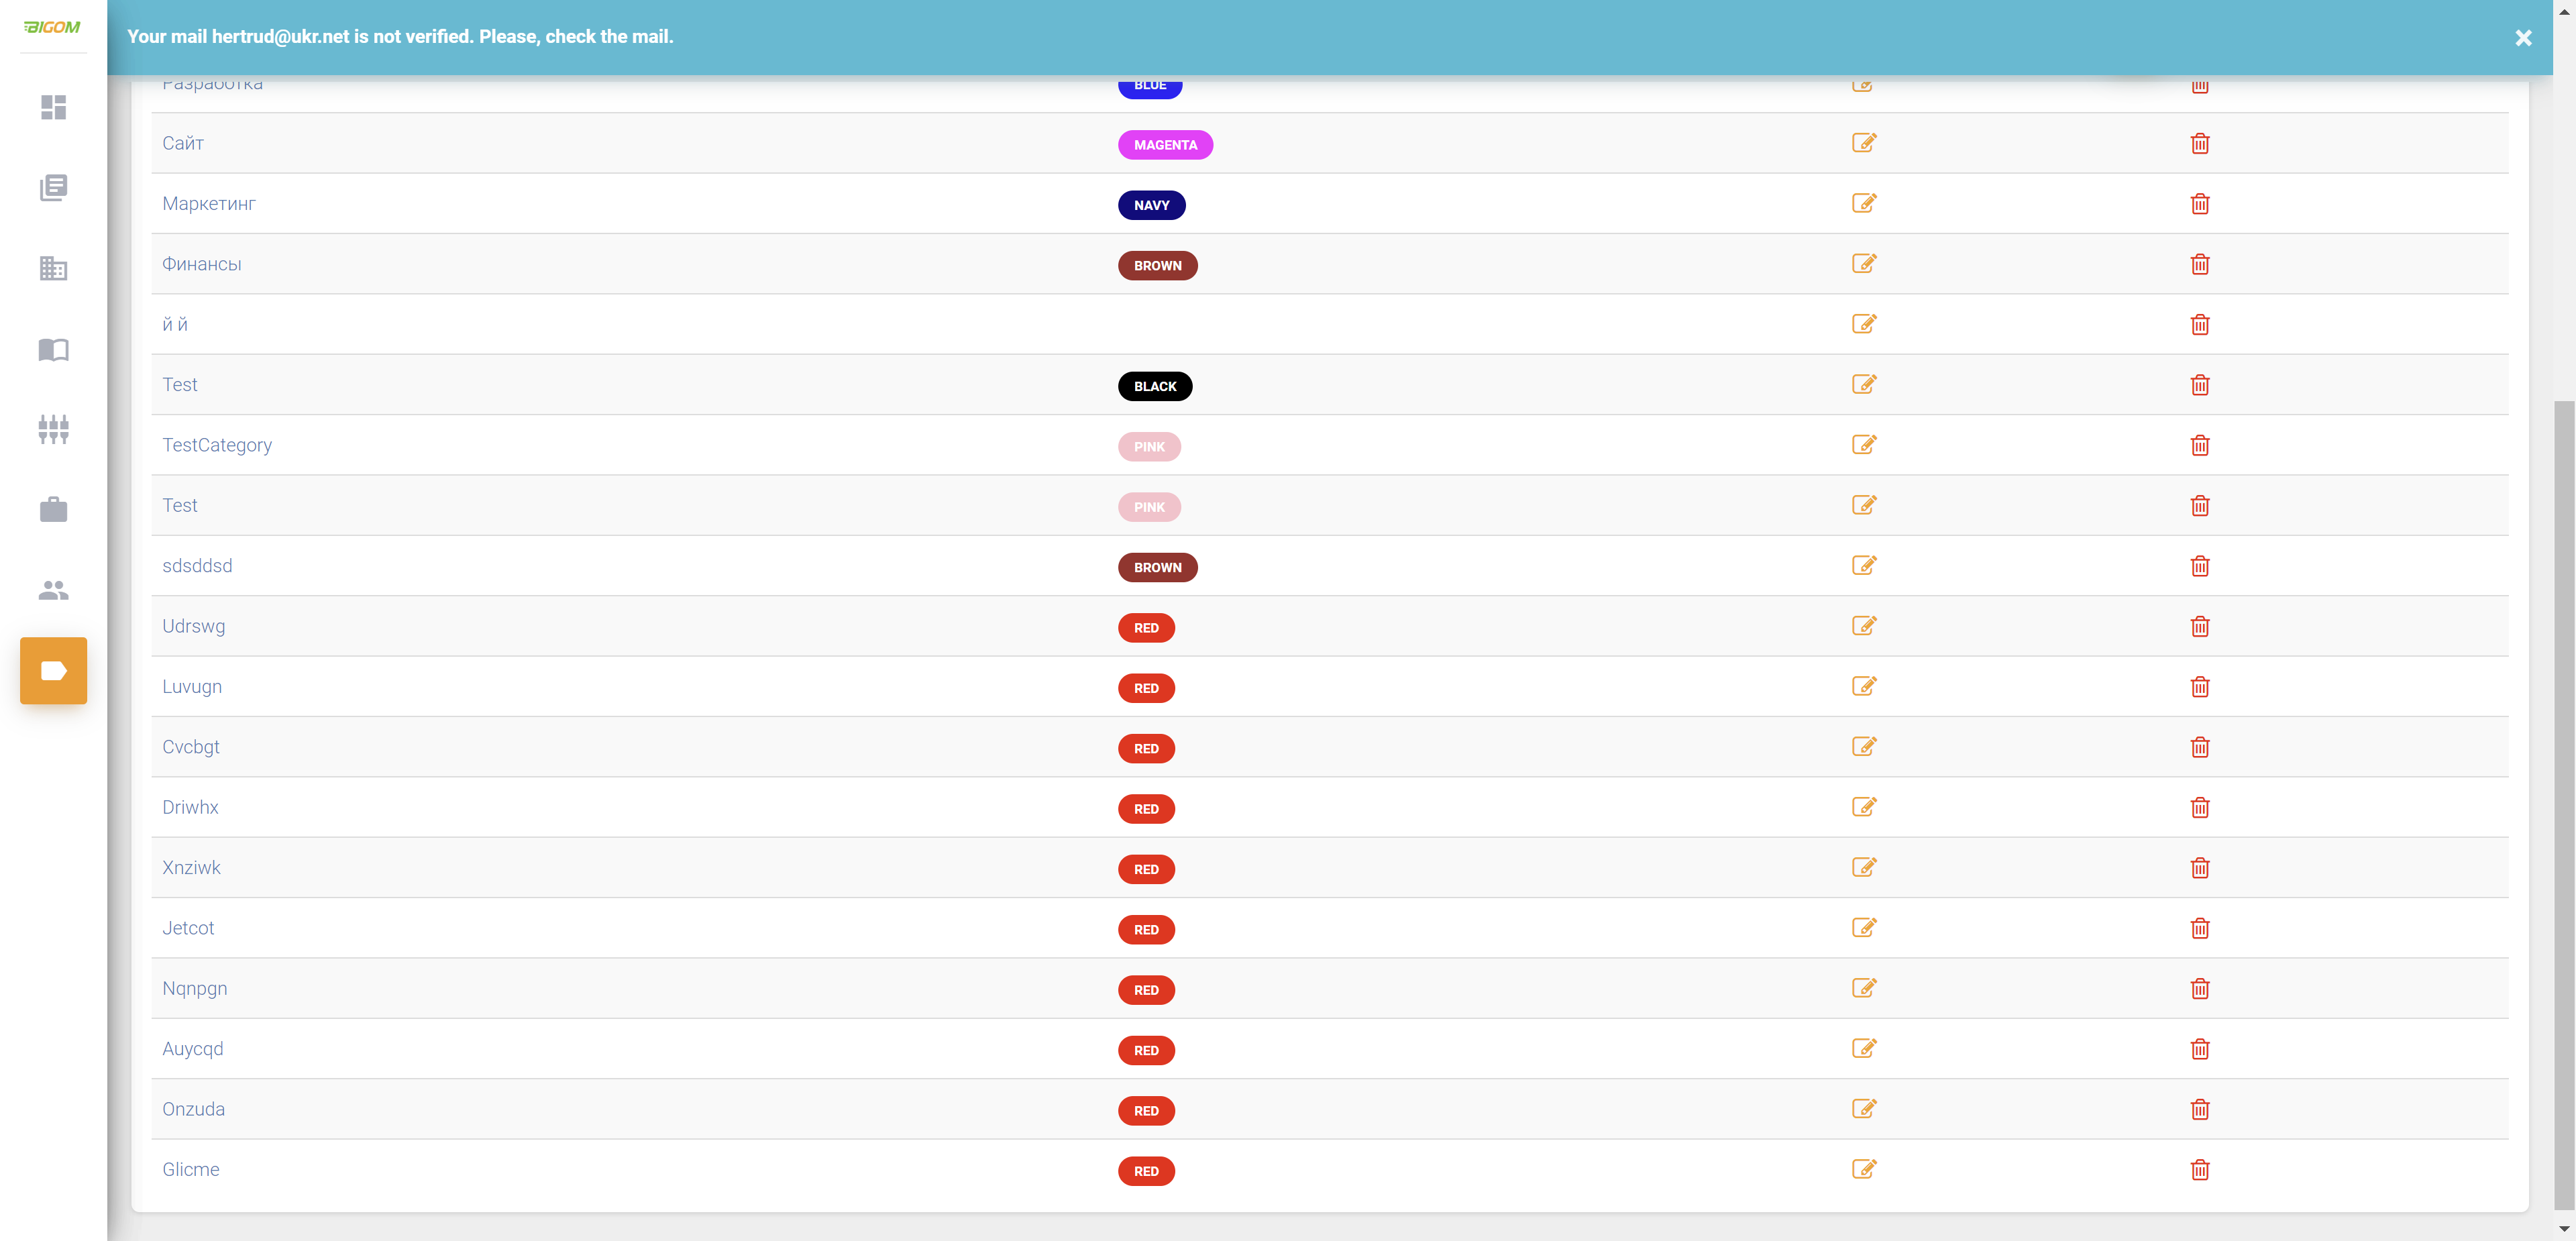 BIGOM
Your mail hertrud@ukr.net is not verified. Please, check the mail.
Разработка BLUE
Сайт MAGENTA
Маркетинг NAVY
Финансы BROWN
й й
Test BLACK
TestCategory PINK
Test PINK
sdsddsd BROWN
Udrswg RED
Luvugn RED
Cvcbgt RED
Driwhx RED
Xnziwk RED
Jetcot RED
Nqnpgn RED
Auycqd RED
Onzuda RED
Glicme RED